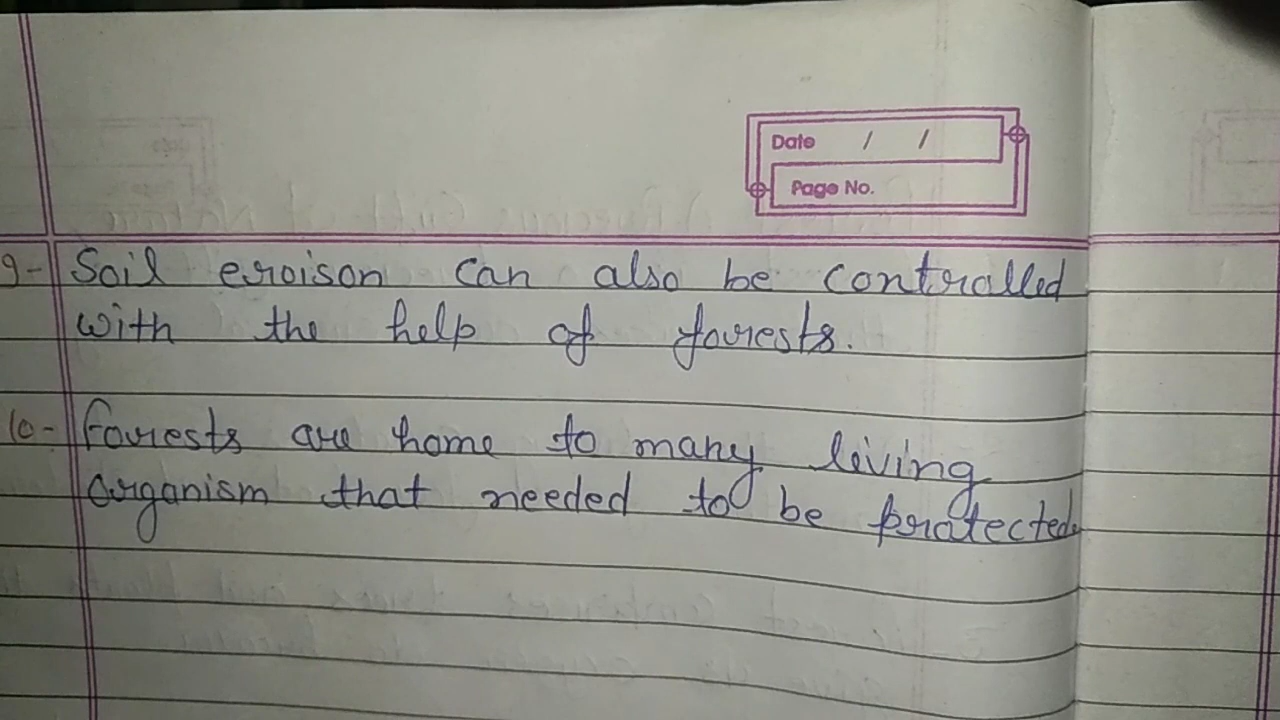 Date / /
Page No.
9- Soil eroison can also be controlled
with the help of forests.
10- Forests are home to many living
organism that needed to be protected.